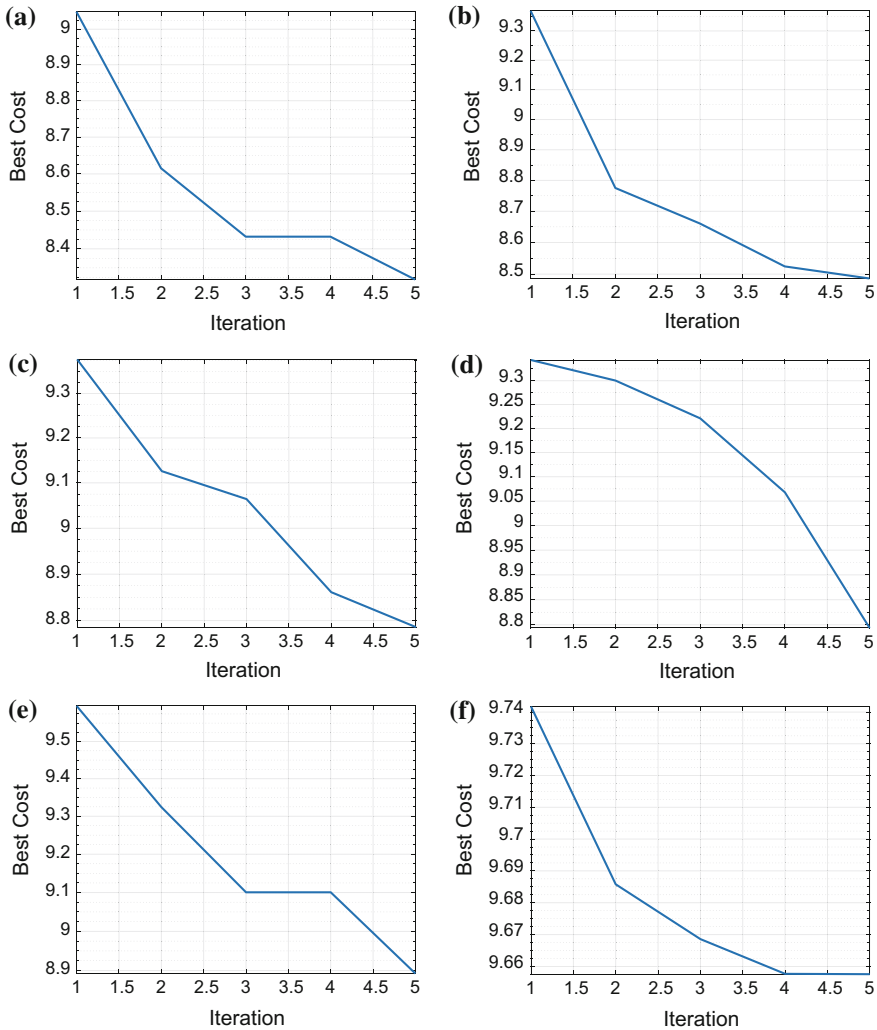 (a)
Best Cost
9
8.9
8.8
8.7
8.6
8.5
8.4
1 1.5 2 2.5 3 3.5 4 4.5 5
Iteration
(b)
Best Cost
9.3
9.2
9.1
9
8.9
8.8
8.7
8.6
8.5
1 1.5 2 2.5 3 3.5 4 4.5 5
Iteration
(c)
Best Cost
9.3
9.2
9.1
9
8.9
8.8
1 1.5 2 2.5 3 3.5 4 4.5 5
Iteration
(d)
Best Cost
9.3
9.25
9.2
9.15
9.1
9.05
9
8.95
8.9
8.85
8.8
1 1.5 2 2.5 3 3.5 4 4.5 5
Iteration
(e)
Best Cost
9.5
9.4
9.3
9.2
9.1
9
8.9
1 1.5 2 2.5 3 3.5 4 4.5 5
Iteration
(f)
Best Cost
9.74
9.73
9.72
9.71
9.7
9.69
9.68
9.67
9.66
1 1.5 2 2.5 3 3.5 4 4.5 5
Iteration